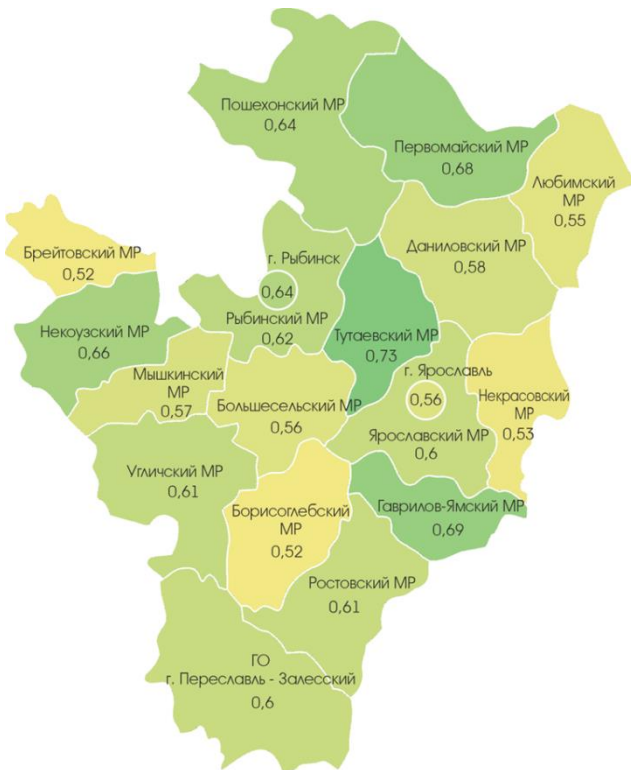 Пошехонский МР
0,64
Первомайский МР
0,68
Любимский
МР
0,55
Брейтовский МР
0,52
г. Рыбинск
0,64
Даниловский МР
0,58
Некоузский МР
0,66
Рыбинский МР
0,62
Тутаевский МР
0,73
Мышкинский
МР
0,57
г. Ярославль
0,56
Некрасовский
МР
0,53
Большесельский МР
0,56
Ярославский МР
0,6
Угличский МР
0,61
Борисоглебский
МР
0,52
Гаврилов-Ямский МР
0,69
Ростовский МР
0,61
ГО
г. Переславль - Залесский
0,6